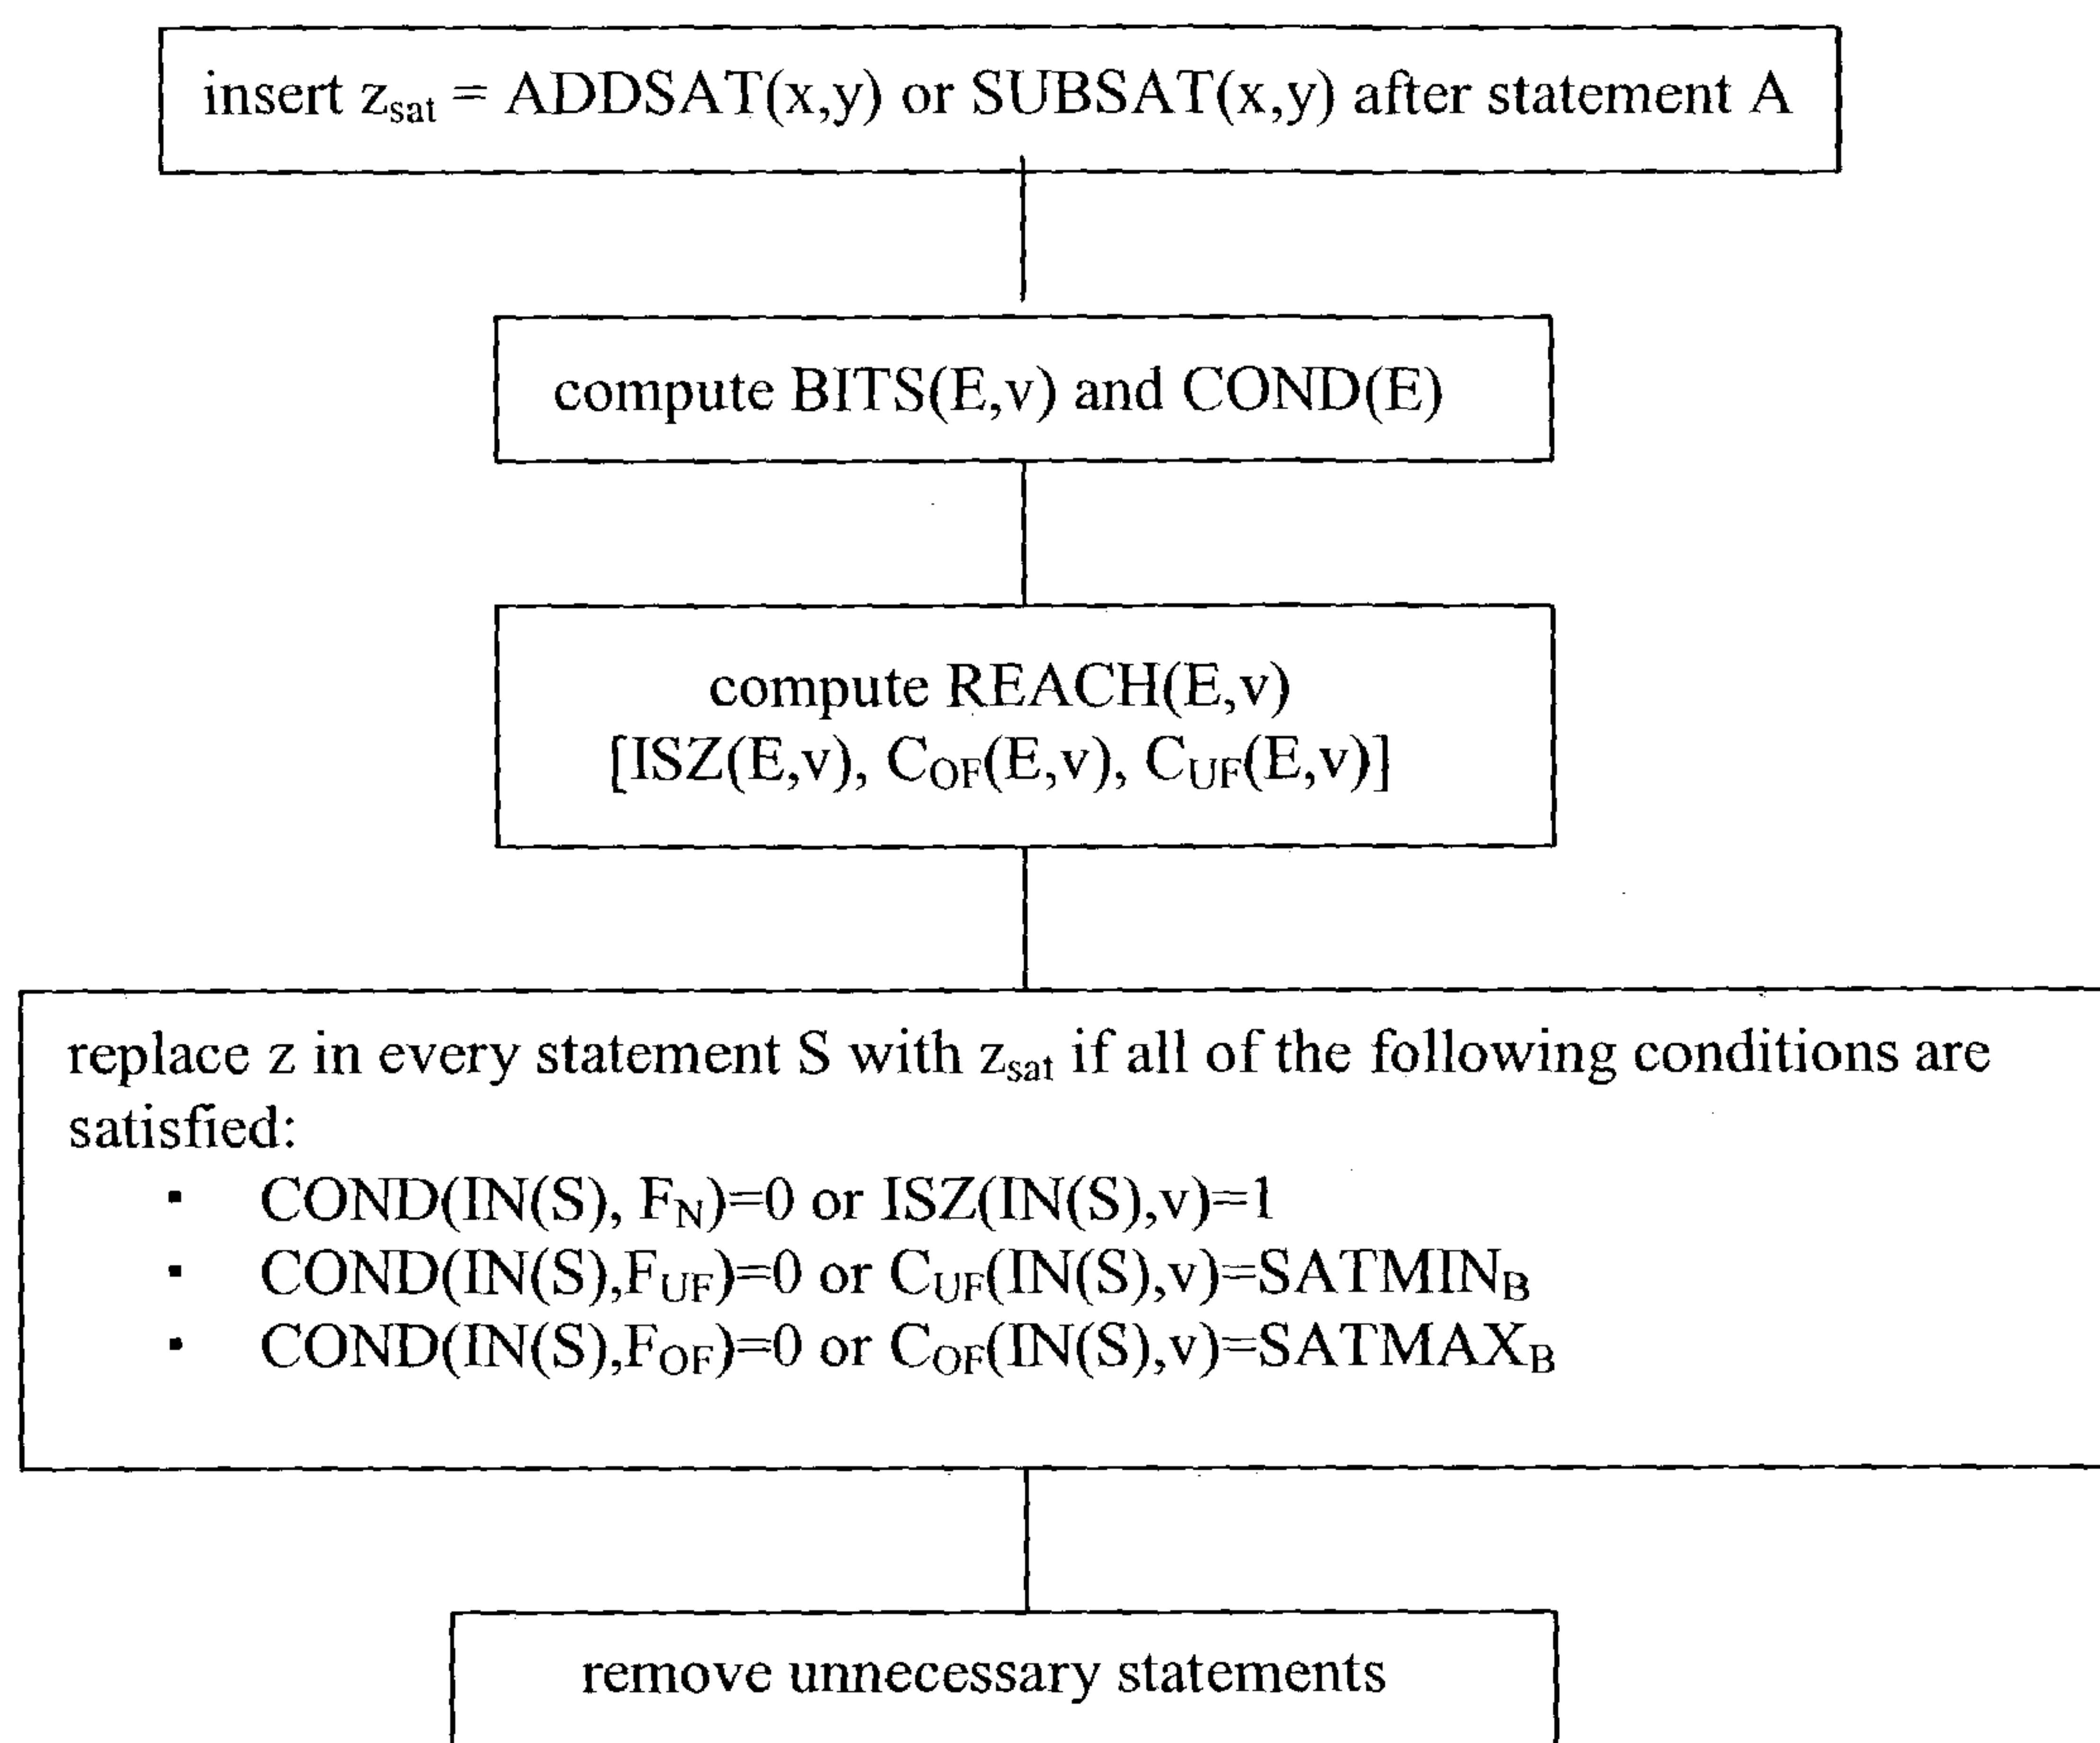 insert z_sat = ADDSAT(x,y) or SUBSAT(x,y) after statement A
compute BITS(E,v) and COND(E)
compute REACH(E,v)
[ISZ(E,v), C_OF(E,v), C_UF(E,v)]
replace z in every statement S with z_sat if all of the following conditions are
satisfied:
▪ COND(IN(S), F_N)=0 or ISZ(IN(S),v)=1
▪ COND(IN(S),F_UF)=0 or C_UF(IN(S),v)=SATMIN_B
▪ COND(IN(S),F_OF)=0 or C_OF(IN(S),v)=SATMAX_B
remove unnecessary statements